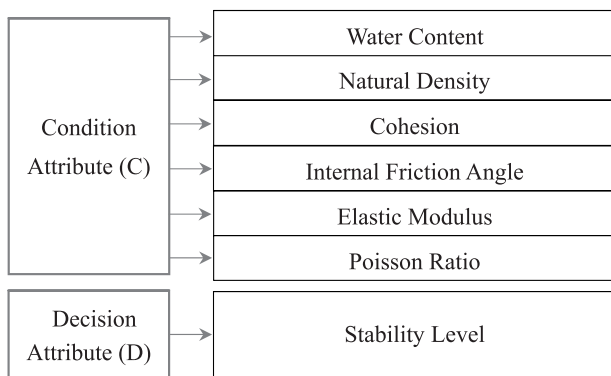 Condition
Attribute (C)
Water Content
Natural Density
Cohesion
Internal Friction Angle
Elastic Modulus
Poisson Ratio
Decision
Attribute (D)
Stability Level